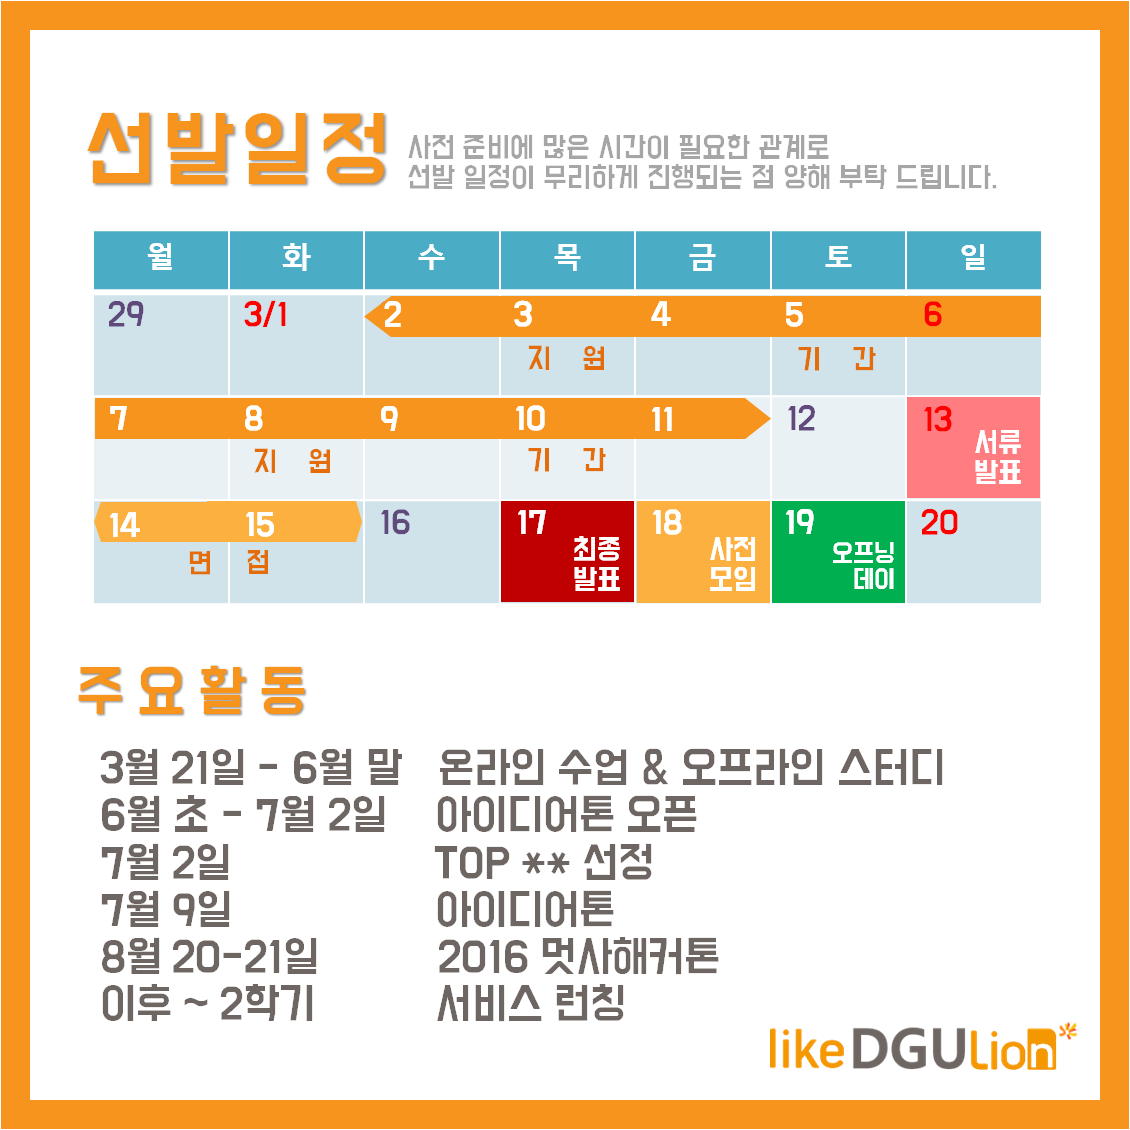 선발일정
사전 준비에 많은 시간이 필요한 관계로
선발 일정이 무리하게 진행되는 점 양해 부탁 드립니다.
월 화 수 목 금 토 일
29 3/1 2 3 4 5 6
지 원 기 간
7 8 9 10 11 12 13
서류
발표
지 원 기 간
14 15 16 17 18 19 20
최종 사전 오프닝
발표 모임 데이
면 접
주요활동
3월 21일 - 6월 말 온라인 수업 & 오프라인 스터디
6월 초 - 7월 2일 아이디어톤 오픈
7월 2일 TOP ** 선정
7월 9일 아이디어톤
8월 20-21일 2016 멋사해커톤
이후 ~ 2학기 서비스 런칭
likeDGULion